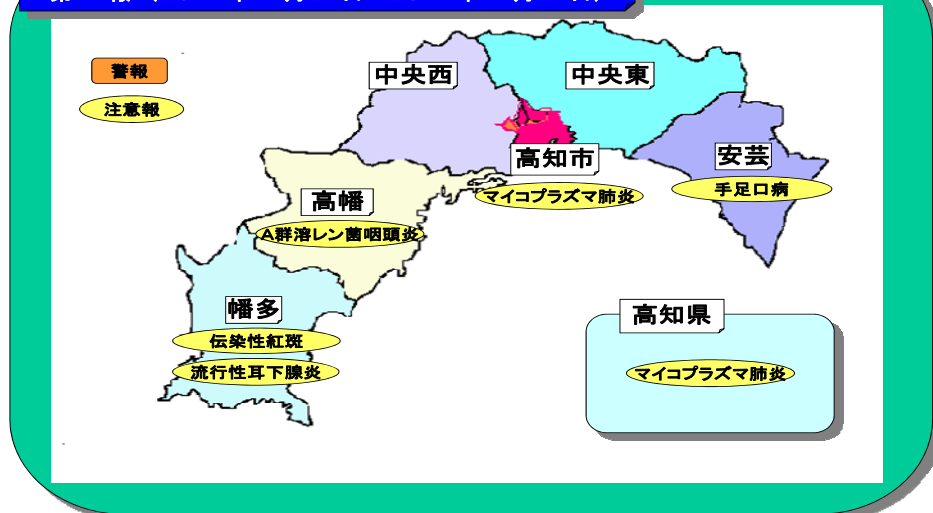 警報
注意報
中央西
中央東
高知市
マイコプラズマ肺炎
安芸
手足口病
高幡
A群溶レン菌咽頭炎
幡多
伝染性紅斑
流行性耳下腺炎
高知県
マイコプラズマ肺炎